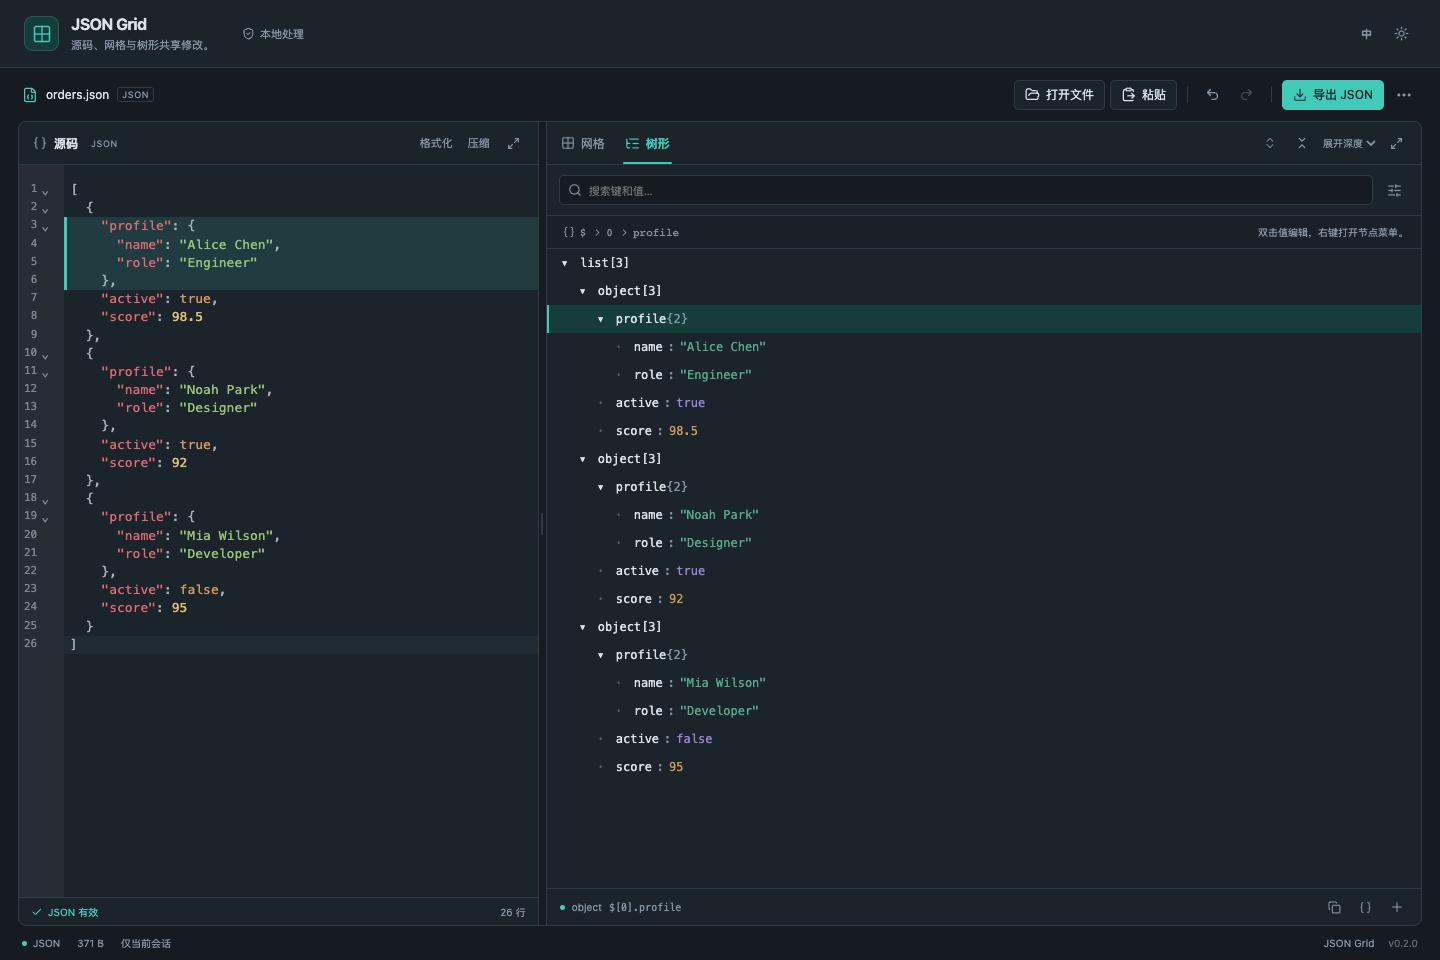 JSON Grid
源码、网格与树形共享修改。
本地处理
中
orders.json JSON
打开文件 粘贴 导出 JSON
源码 JSON 格式化 压缩
1 [
2 {
3 "profile": {
4 "name": "Alice Chen",
5 "role": "Engineer"
6 },
7 "active": true,
8 "score": 98.5
9 },
10 {
11 "profile": {
12 "name": "Noah Park",
13 "role": "Designer"
14 },
15 "active": true,
16 "score": 92
17 },
18 {
19 "profile": {
20 "name": "Mia Wilson",
21 "role": "Developer"
22 },
23 "active": false,
24 "score": 95
25 }
26 ]
JSON 有效 26 行
网格 树形 展开深度
搜索键和值...
{} $ > 0 > profile 双击值编辑，右键打开节点菜单。
list[3]
object[3]
profile{2}
name : "Alice Chen"
role : "Engineer"
active : true
score : 98.5
object[3]
profile{2}
name : "Noah Park"
role : "Designer"
active : true
score : 92
object[3]
profile{2}
name : "Mia Wilson"
role : "Developer"
active : false
score : 95
object $[0].profile
JSON 371 B 仅当前会话 JSON Grid v0.2.0